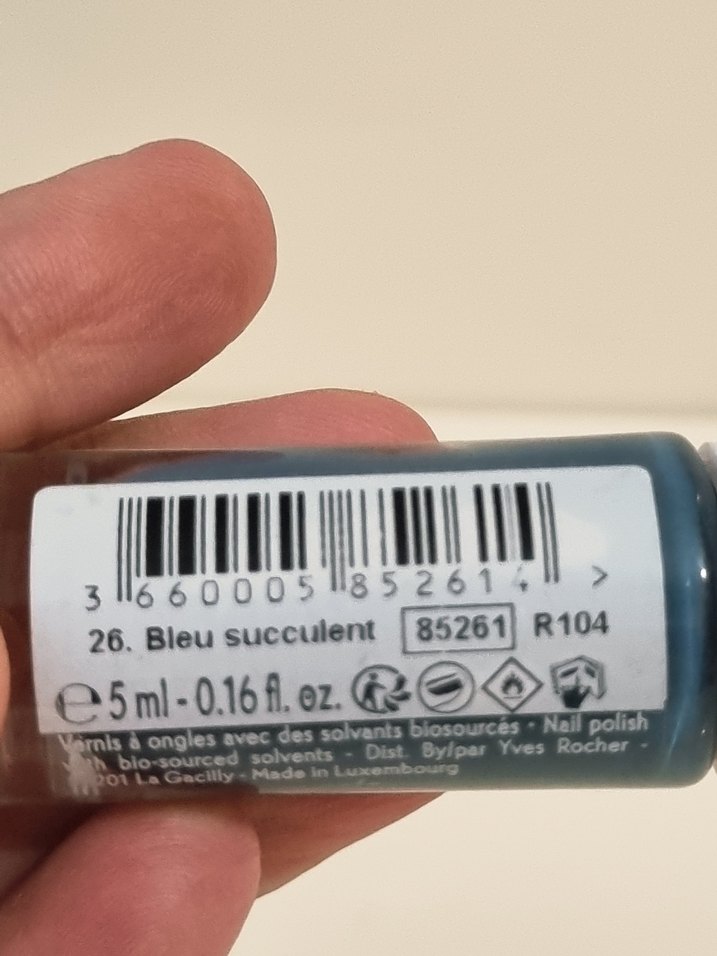 3 660005 852614 >
26. Bleu succulent 85261 R104
e 5 ml - 0.16 fl. oz.
Vernis à ongles avec des solvants biosourcés - Nail polish
with bio-sourced solvents - Dist. By/par Yves Rocher -
La Gacilly - Made in Luxembourg